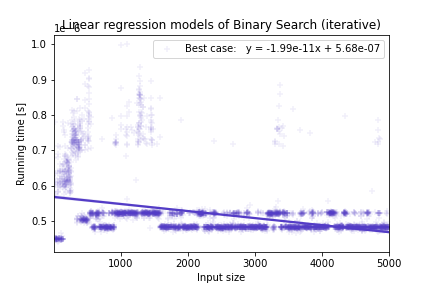 Linear regression models of Binary Search (iterative)
1e−6
Best case:   y = -1.99e-11x + 5.68e-07
1.0
0.9
0.8
0.7
0.6
0.5
Running time [s]
1000 2000 3000 4000 5000
Input size